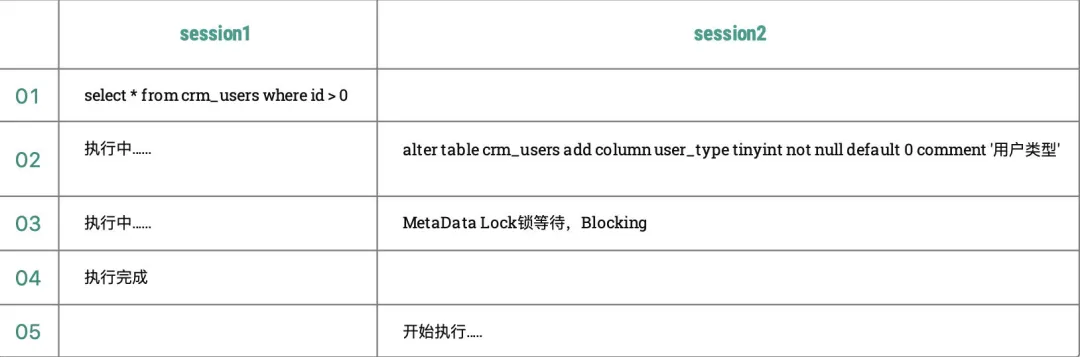 session1 session2
01 select * from crm_users where id > 0
02 执行中…… alter table crm_users add column user_type tinyint not null default 0 comment '用户类型'
03 执行中…… MetaData Lock锁等待，Blocking
04 执行完成
05 开始执行.....